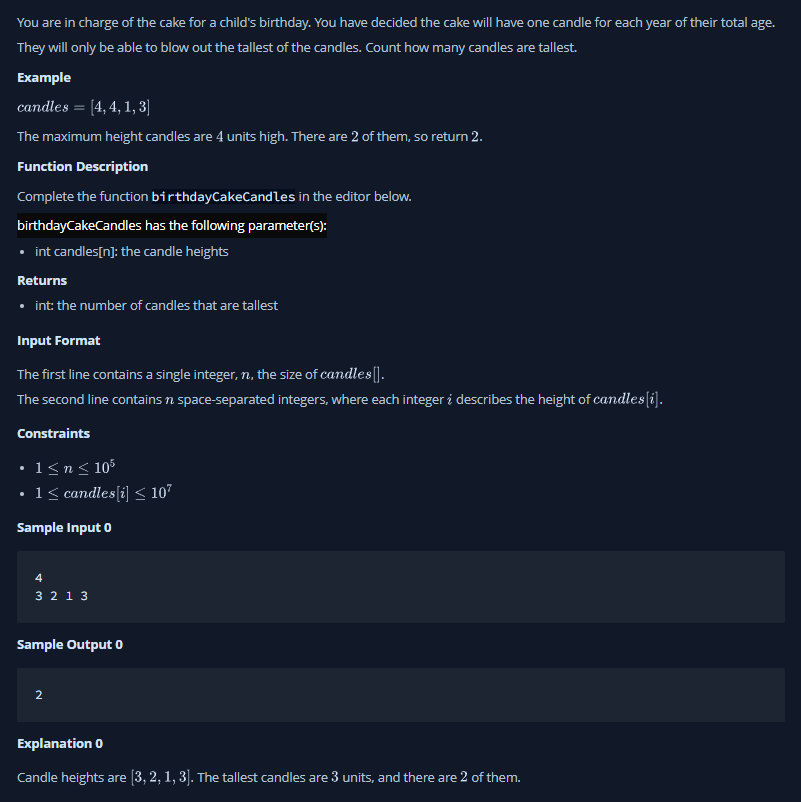 You are in charge of the cake for a child's birthday. You have decided the cake will have one candle for each year of their total age.
They will only be able to blow out the tallest of the candles. Count how many candles are tallest.
Example
candles = [4, 4, 1, 3]
The maximum height candles are 4 units high. There are 2 of them, so return 2.
Function Description
Complete the function birthdayCakeCandles in the editor below.
birthdayCakeCandles has the following parameter(s):
• int candles[n]: the candle heights
Returns
• int: the number of candles that are tallest
Input Format
The first line contains a single integer, n, the size of candles[].
The second line contains n space-separated integers, where each integer i describes the height of candles[i].
Constraints
• 1 ≤ n ≤ 10⁵
• 1 ≤ candles[i] ≤ 10⁷
Sample Input 0
4
3 2 1 3
Sample Output 0
2
Explanation 0
Candle heights are [3, 2, 1, 3]. The tallest candles are 3 units, and there are 2 of them.